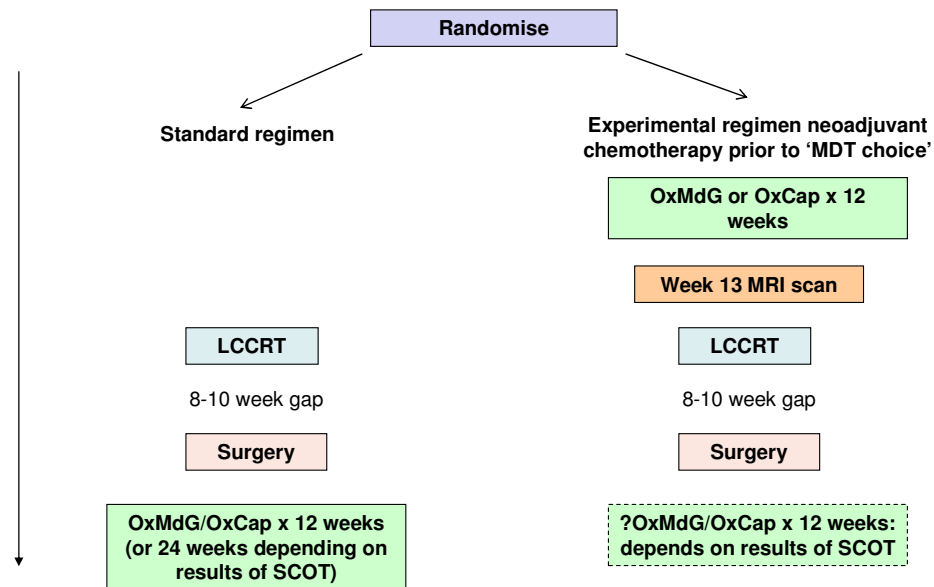 Randomise
Standard regimen
Experimental regimen neoadjuvant
chemotherapy prior to ‘MDT choice’
OxMdG or OxCap x 12
weeks
Week 13 MRI scan
LCCRT
LCCRT
8-10 week gap
8-10 week gap
Surgery
Surgery
OxMdG/OxCap x 12 weeks
(or 24 weeks depending on
results of SCOT)
?OxMdG/OxCap x 12 weeks:
depends on results of SCOT